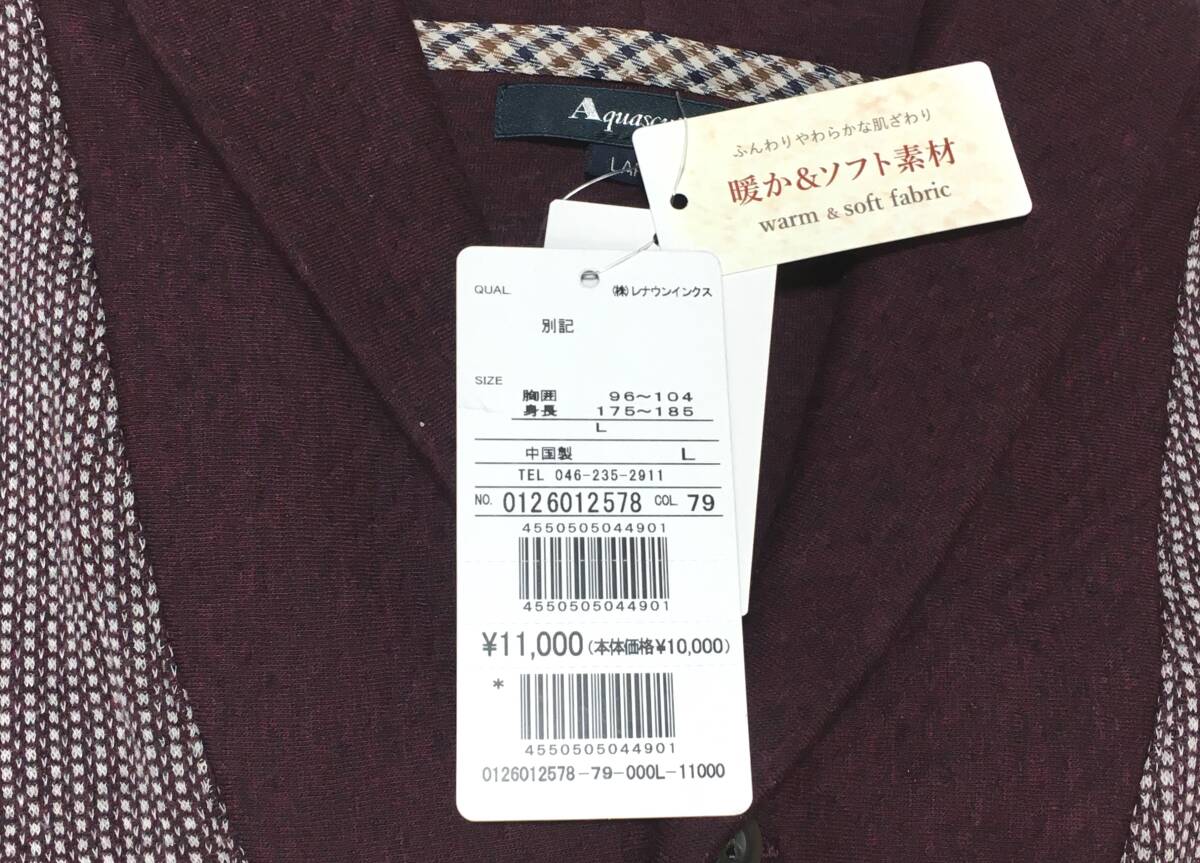 Aquascu
LAR
ふんわりやわらかな肌ざわり
暖か&ソフト素材
warm & soft fabric
QUAL. ㈱レナウンインクス
別記
SIZE
胸囲 96～104
身長 175～185
L
中国製 L
TEL 046-235-2911
NO. 0126012578 COL. 79
4550505044901
4550505044901
¥11,000(本体価格¥10,000)
*
4550505044901
0126012578-79-000L-11000